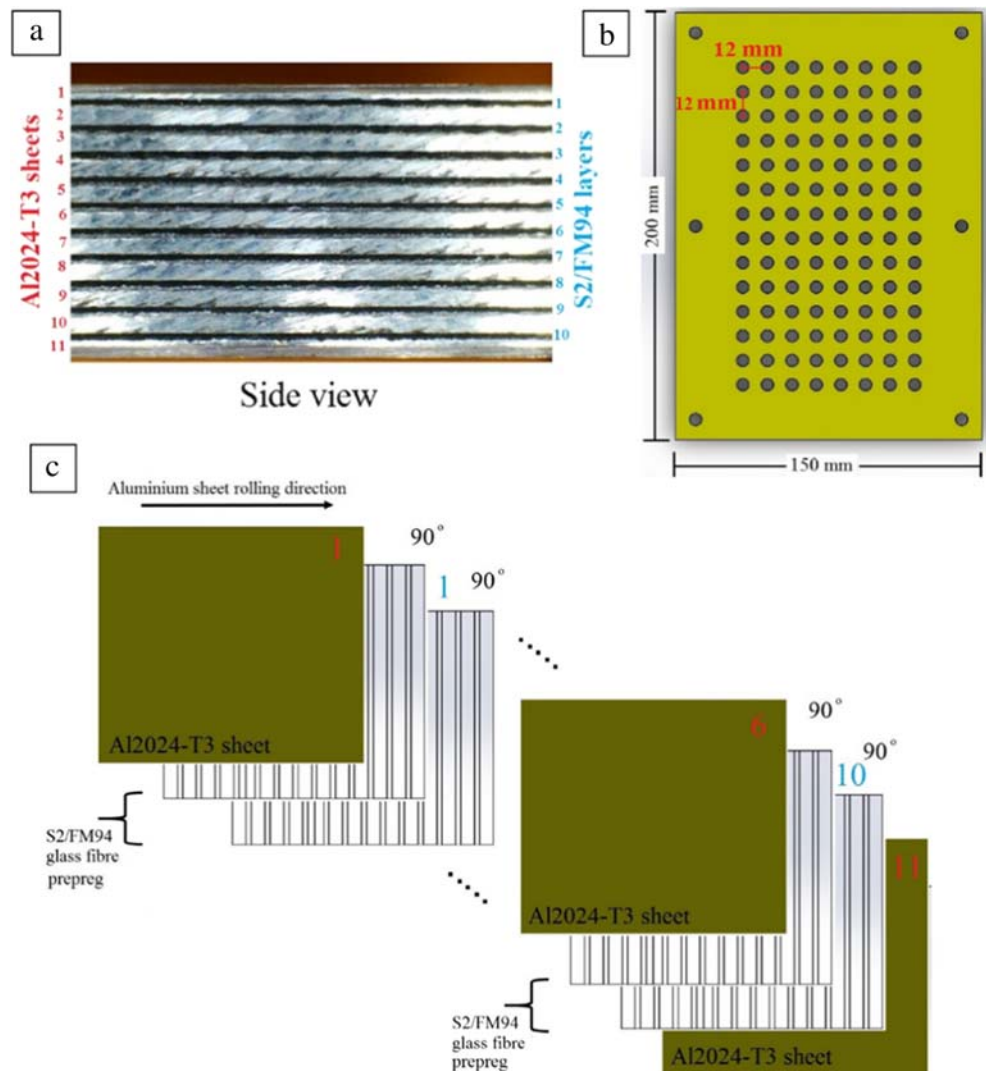 a
Al2024-T3 sheets
1
2
3
4
5
6
7
8
9
10
11
1
2
3
4
5
6
7
8
9
10
S2/FM94 layers
Side view
b
12 mm
12 mm
200 mm
150 mm
c
Aluminium sheet rolling direction
1
90°
1
90°
Al2024-T3 sheet
S2/FM94
glass fibre
prepreg
6
90°
90°
10
11
Al2024-T3 sheet
S2/FM94
glass fibre
prepreg
Al2024-T3 sheet